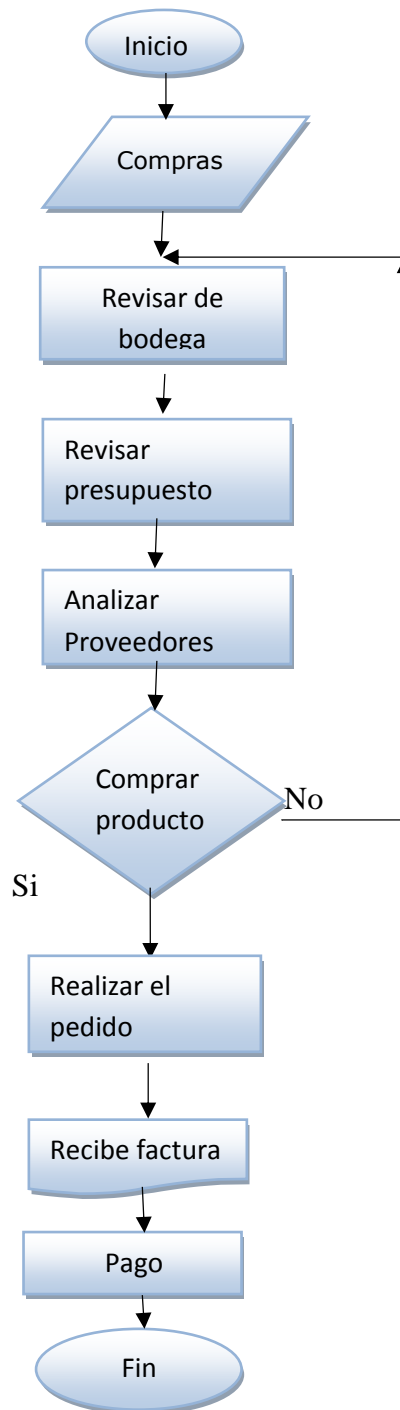 Inicio
Compras
Revisar de
bodega
Revisar
presupuesto
Analizar
Proveedores
Comprar
producto
No
Si
Realizar el
pedido
Recibe factura
Pago
Fin